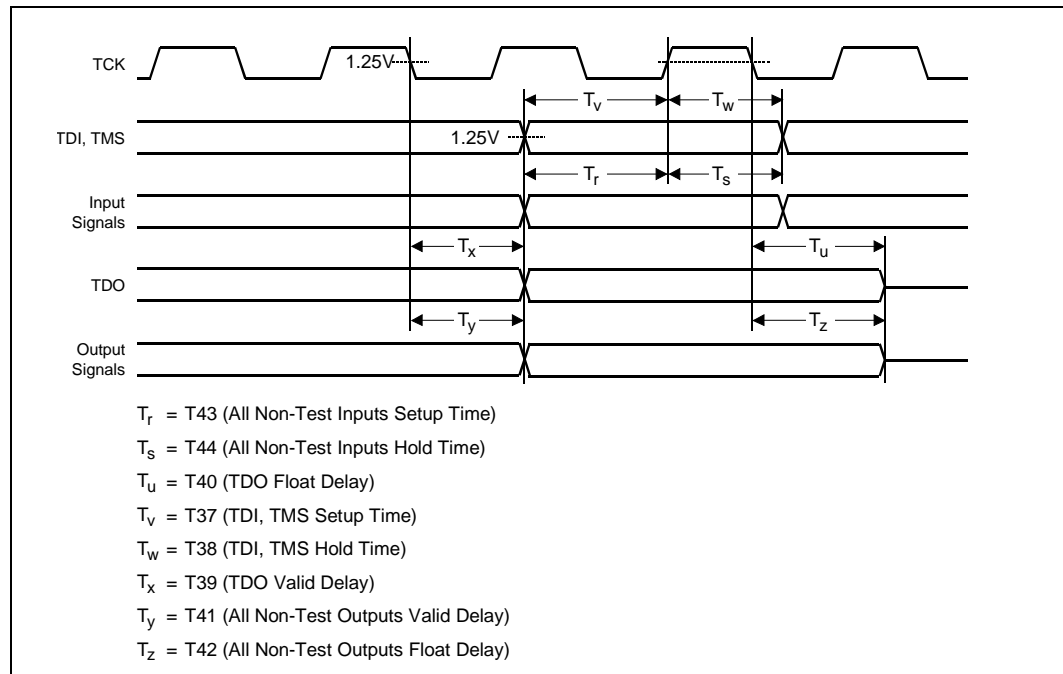 TCK
1.25V
Tv
Tw
TDI, TMS
1.25V
Tr
Ts
Input
Signals
Tx
Tu
TDO
Ty
Tz
Output
Signals
Tr = T43 (All Non-Test Inputs Setup Time)
Ts = T44 (All Non-Test Inputs Hold Time)
Tu = T40 (TDO Float Delay)
Tv = T37 (TDI, TMS Setup Time)
Tw = T38 (TDI, TMS Hold Time)
Tx = T39 (TDO Valid Delay)
Ty = T41 (All Non-Test Outputs Valid Delay)
Tz = T42 (All Non-Test Outputs Float Delay)